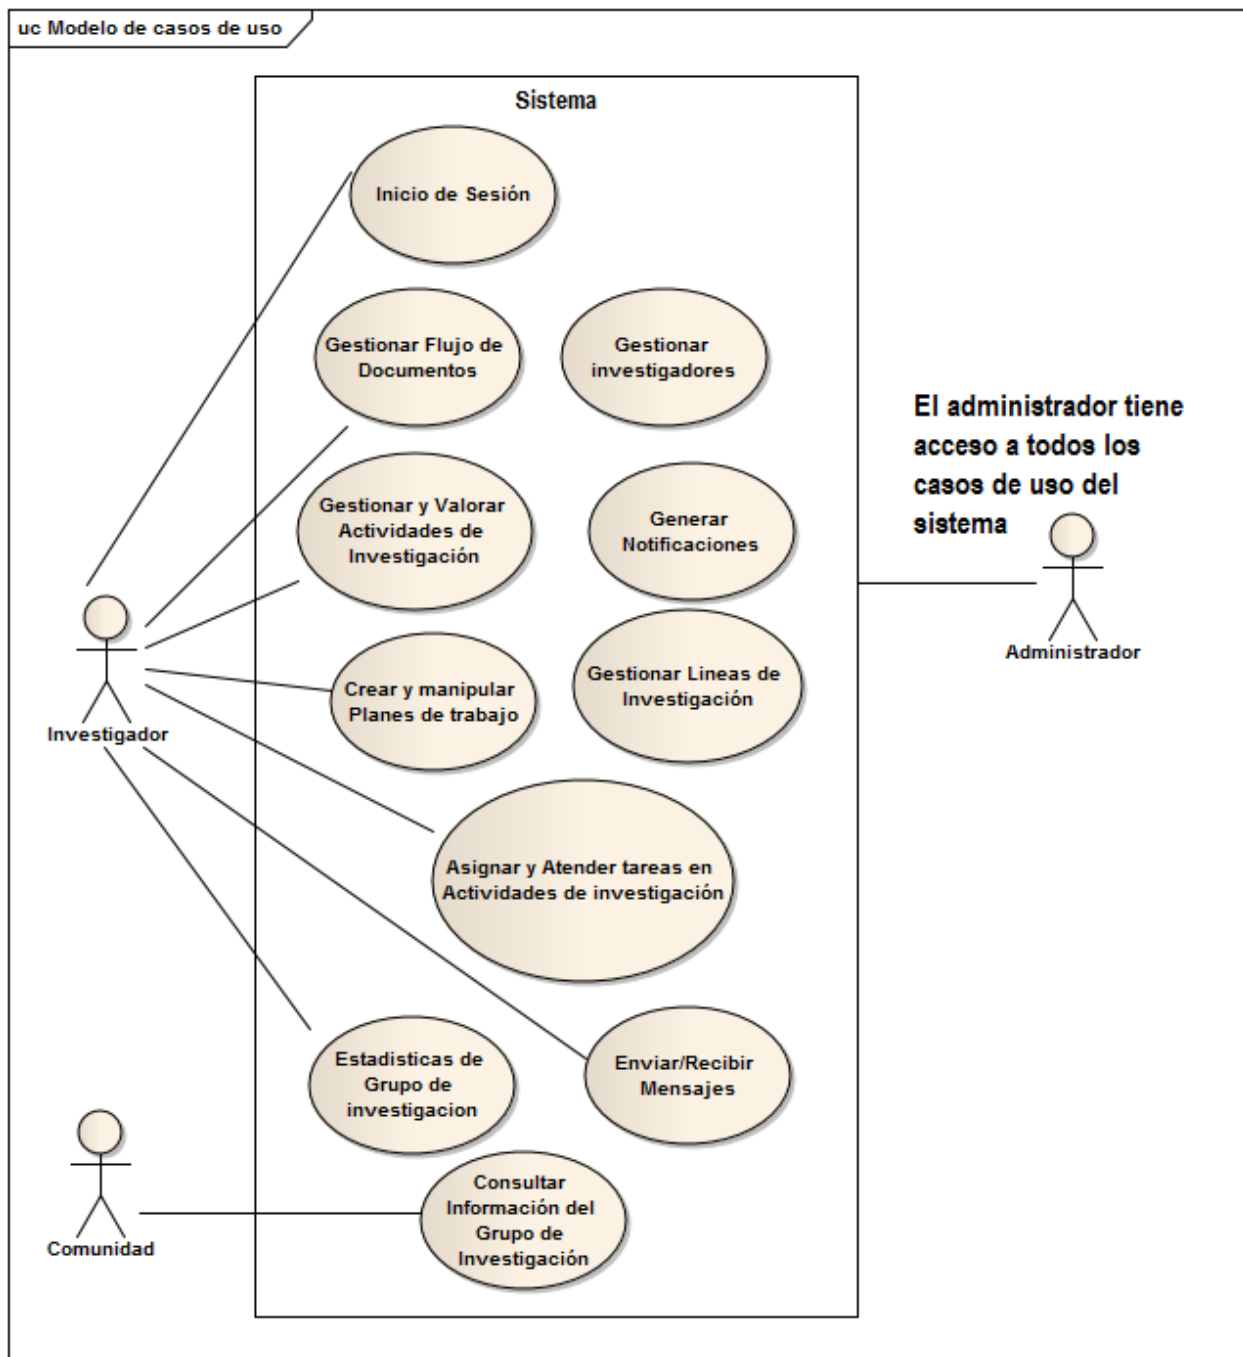 uc Modelo de casos de uso
Sistema
Inicio de Sesión
Gestionar Flujo de
Documentos
Gestionar
investigadores
El administrador tiene
acceso a todos los
casos de uso del
sistema
Gestionar y Valorar
Actividades de
Investigación
Generar
Notificaciones
Administrador
Investigador
Crear y manipular
Planes de trabajo
Gestionar Lineas de
Investigación
Asignar y Atender tareas en
Actividades de investigación
Estadisticas de
Grupo de
investigacion
Enviar/Recibir
Mensajes
Comunidad
Consultar
Información del
Grupo de
Investigación